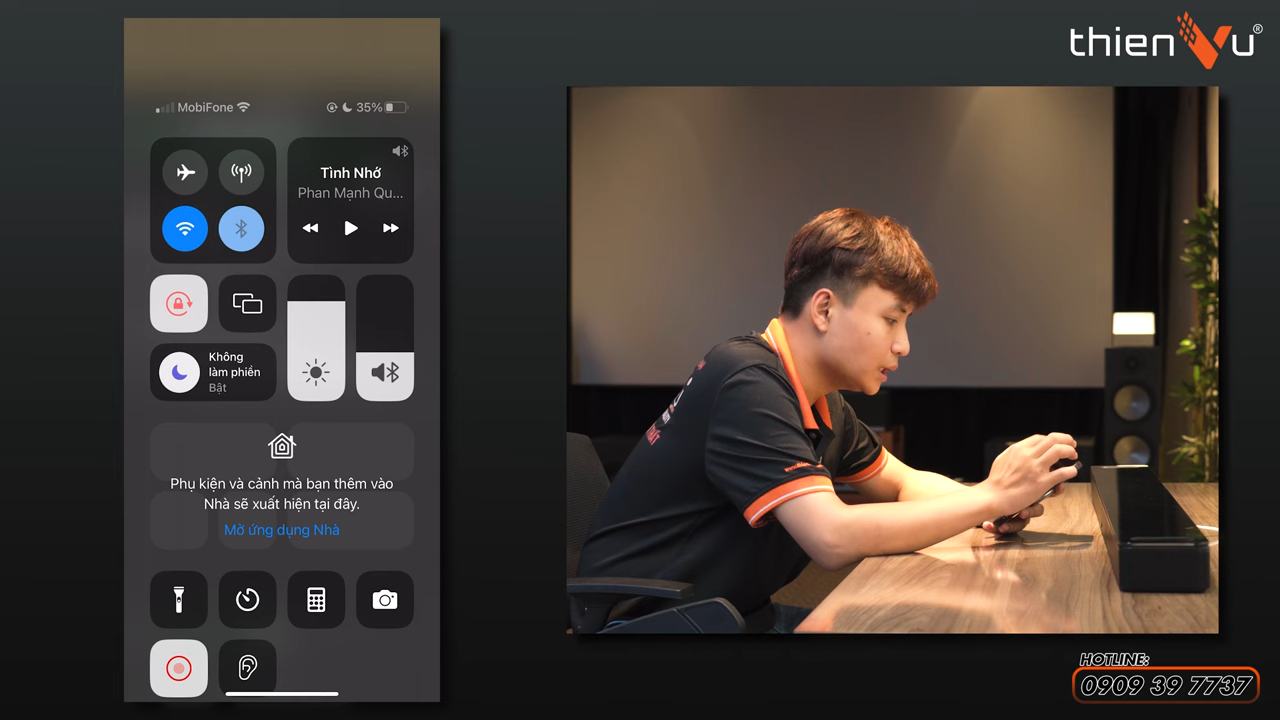 MobiFone
35%
Tình Nhớ
Phan Mạnh Qu...
Không
làm phiền
Bật
Phụ kiện và cảnh mà bạn thêm vào
Nhà sẽ xuất hiện tại đây.
Mở ứng dụng Nhà
thienVu®
HOTLINE:
0909 39 7737